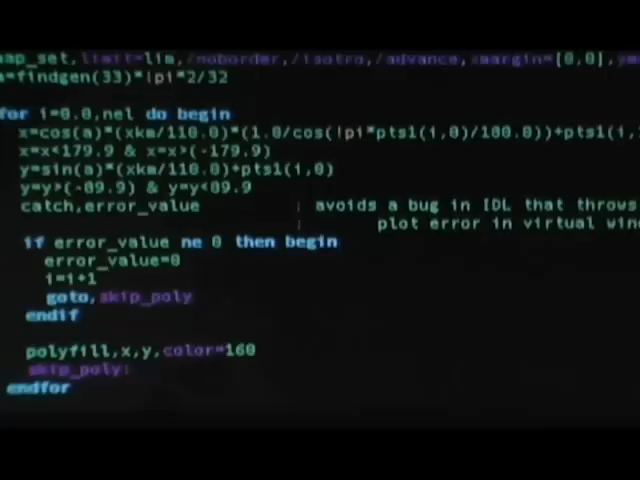 map_set,limit=lim,/noborder,/isotro,/advance,xmargin=[0,0],
a=findgen(33)*!pi*2/32
for i=0.0,nel do begin
x=cos(a)*(xkm/110.0)*(1.0/cos(!pi*pts1(i,0)/180.0))+pts1(i,
x=x<179.9 & x=x>(-179.9)
y=sin(a)*(xkm/110.0)+pts1(i,0)
y=y>(-89.9) & y=y<89.9
catch,error_value ; avoids a bug in IDL that throws
; plot error in virtual win
if error_value ne 0 then begin
error_value=0
i=i+1
goto,skip_poly
endif
polyfill,x,y,color=160
skip_poly:
endfor